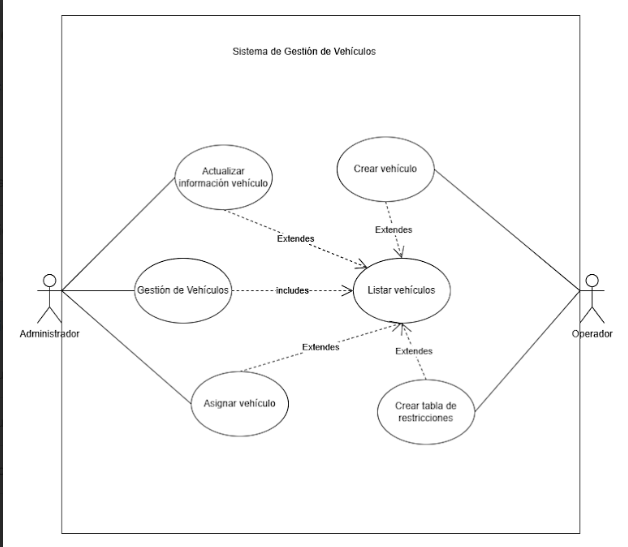 Sistema de Gestión de Vehículos
Actualizar
información vehículo
Crear vehículo
Extendes
Extendes
Gestión de Vehículos
includes
Listar vehículos
Administrador
Operador
Extendes
Extendes
Asignar vehículo
Crear tabla de
restricciones